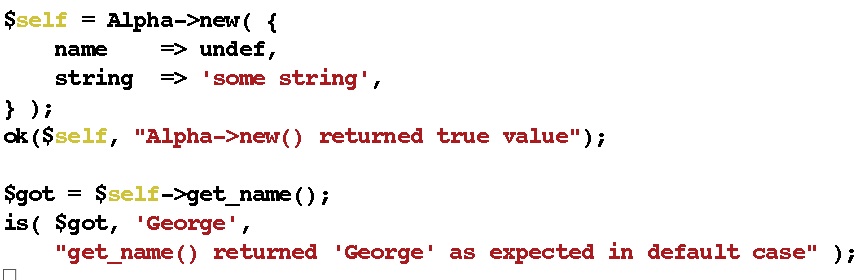 $self = Alpha->new( {
    name    => undef,
    string  => 'some string',
} );
ok($self, "Alpha->new() returned true value");

$got = $self->get_name();
is( $got, 'George',
    "get_name() returned 'George' as expected in default case" );